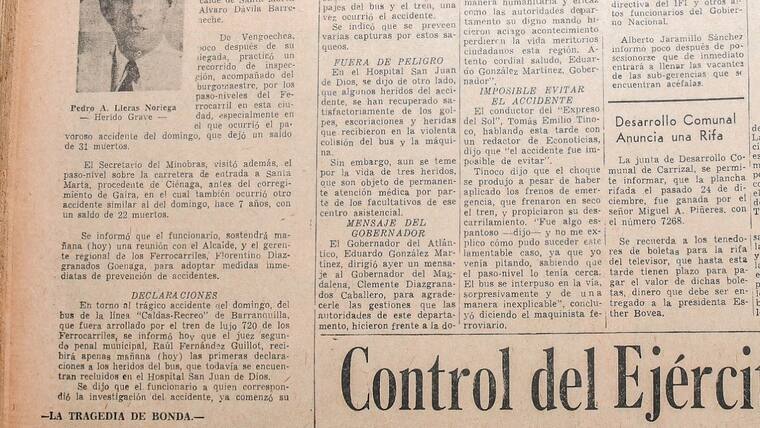 Alvaro Dávila Barre-
neche.
De Vengoechea,
poco después de su
llegada, practicó un
recorrido de inspec-
ción, acompañado del
burgomaestre, por los
paso-niveles del Fe-
rrocarril en esta ciu-
dad, especialmente en
el que ocurrió el pa-
voroso accidente del domingo, que dejó un saldo de
31 muertos.
Pedro A. Lleras Noriega
— Herido Grave —
El Secretario del Minobras, visitó además, el
paso-nivel sobre la carretera de entrada a Santa
Marta, procedente de Ciénaga, antes del corregi-
miento de Gaira, en el cual también ocurrió otro
accidente similar al del domingo, hace 7 años, con
un saldo de 22 muertos.
Se informó que el funcionario, sostendrá ma-
ñana (hoy) una reunión con el Alcaide, y el geren-
te regional de los Ferrocarriles, Florentino Diaz-
granados Goenaga, para adoptar medidas inme-
diatas de prevención de accidentes.
DECLARACIONES
En torno al trágico accidente el domingo, del
bus de la línea "Caldas-Recreo" de Barranquilla,
que fuera arrollado por el tren de lujo 720 de los
Ferrocarriles, se informó hoy que el juez segun-
do penal municipal, Raúl Fernández Guillot, reci-
birá apenas mañana (hoy) las primeras declaracio-
nes a los heridos del bus, que todavía se encuen-
tran recluidos en el Hospital San Juan de Dios.
Se dijo que el funcionario a quien correspon-
dió la investigación del accidente, ya comenzó su
—LA TRAGEDIA DE BONDA.—
pajes del bus y el tren, una
vez ocurrió el accidente.
Se indicó que se preveen
varias capturas por estos sa-
queos.
FUERA DE PELIGRO
En el Hospital San Juan
de Dios, se dijo de otro lado,
que algunos heridos del acci-
dente, se han recuperado sa-
tisfactoriamente de los gol-
pes, escoriaciones y heridas
que recibieron en la violenta
colisión del bus y la máqui-
na.
Sin embargo, aun se teme
por la vida de tres heridos,
que son objeto de permanen-
te atención médica por par-
te de los facultativos de ese
centro asistencial.
MENSAJE DEL
GOBERNADOR
El Gobernador del Atlán-
tico, Eduardo González Mar-
tínez, dirigió ayer un mensa-
je al Gobernador del Mag-
dalena, Clemente Diazgrana-
dos Caballero, para agrade-
cerle las gestiones que las
autoridades de este departa-
mento, hicieron frente a la do-
manera humanitaria y eficaz
como las autoridades departa-
mento su digno mando hi-
cieron aciago acontecimiento
perdieron la vida meritorios
ciudadanos esta región. A-
tento cordial saludo, Eduar-
do González Martínez, Gober-
nador".
IMPOSIBLE EVITAR
EL ACCIDENTE
El conductor del "Expreso
del Sol", Tomás Emilio Tino-
co, hablando esta tarde con
un redactor de Econoticias,
dijo que "el accidente fue im-
posible de evitar".
Tinoco dijo que el choque
se produjo a pesar de haber
aplicado los frenos de emer-
gencia, que frenaron en seco
el tren, y propiciaron su des-
carrilamiento. "Fue algo es-
pantoso —dijo— y no me ex-
plico cómo pudo suceder este
lamentable caso, ya que yo
venía pitando, sabiendo que
el paso-nivel lo tenía cerca.
El bus se interpuso en la vía,
sorpresivamente y de una
manera inexplicable", conclu-
yó diciendo el maquinista fe-
rroviario.
directiva del IFI y otros al-
tos funcionarios del Gobierno
Nacional.
Alberto Jaramillo Sánchez
informó poco después de po-
sesionarse que de inmediato
entrará a llenar las vacantes
de las sub-gerencias que se
encuentran acéfalas.
Desarrollo Comunal
Anuncia una Rifa
La junta de Desarrollo Co-
munal de Carrizal, se permi-
te informar, que la plancha
rifada el pasado 24 de di-
ciembre, fue ganada por el
señor Miguel A. Piñeres, con
el número 7268.
Se recuerda a los tenedo-
res de boletas para la rifa
del televisor, que hasta esta
tarde tienen plazo para pa-
gar el valor de dichas bole-
tas, dinero que debe ser en-
tregado a la presidenta Es-
ther Bovea.
Control del Ejércit